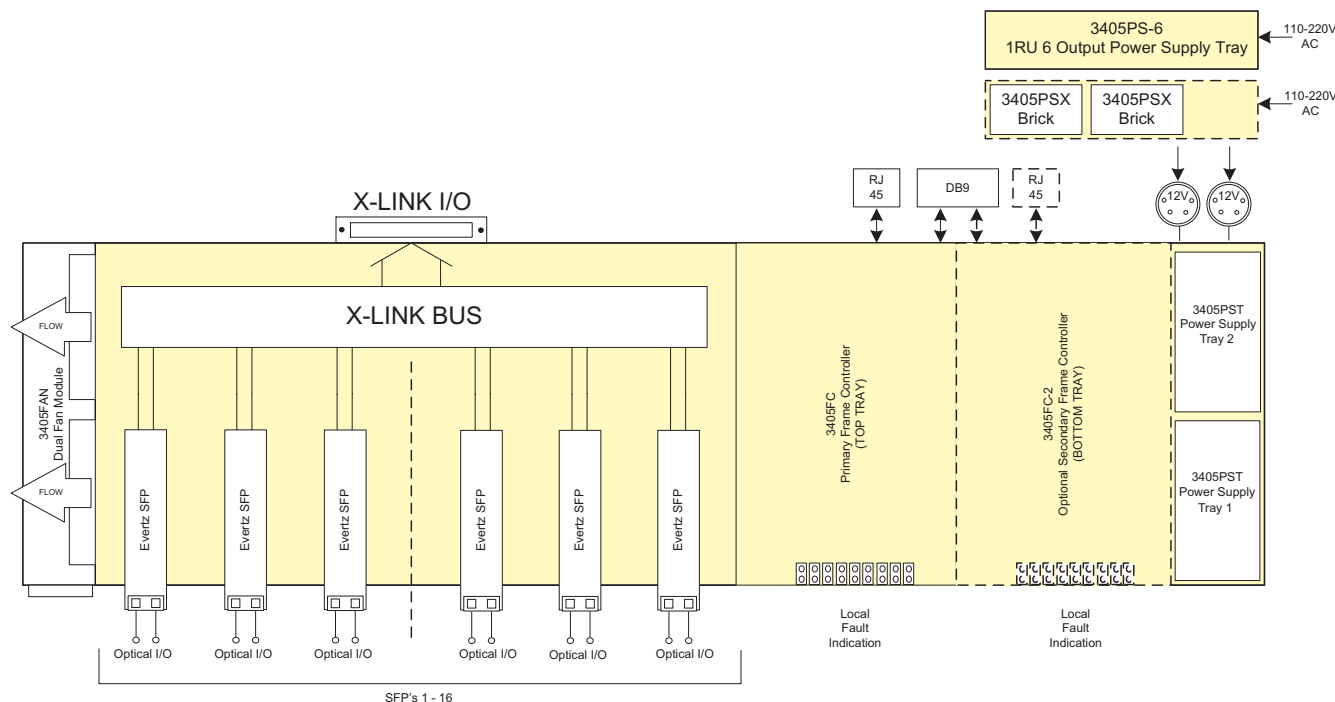 3405PS-6
1RU 6 Output Power Supply Tray
110-220V
AC
3405PSX
Brick
3405PSX
Brick
110-220V
AC
RJ
45
DB9
RJ
45
12V
12V
X-LINK I/O
X-LINK BUS
FLOW
FLOW
3405FAN
Dual Fan Module
Evertz SFP
Evertz SFP
Evertz SFP
Evertz SFP
Evertz SFP
Evertz SFP
3405FC
Primary Frame Controller
(TOP TRAY)
3405FC-2
Optional Secondary Frame Controller
(BOTTOM TRAY)
3405PST
Power Supply
Tray 2
3405PST
Power Supply
Tray 1
Optical I/O
Optical I/O
Optical I/O
Optical I/O
Optical I/O
Optical I/O
Local
Fault
Indication
Local
Fault
Indication
SFP's 1 - 16